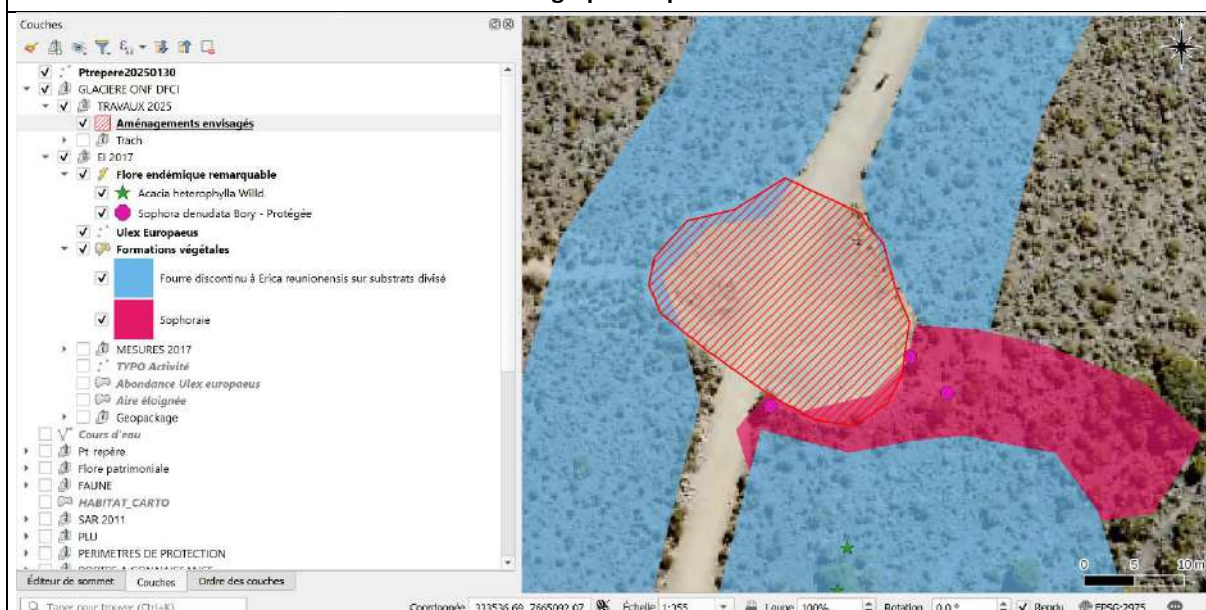 Couches
Ptrepere20250130
GLACIERE ONF DFCI
TRAVAUX 2025
Aménagements envisagés
Trach
EI 2017
Flore endémique remarquable
Acacia heterophylla Willd.
Sophora denudata Bory - Protégée
Ulex Europaeus
Formations végétales
Fourre discontinu à Erica reunionensis sur substrats divisé
Sophoraie
MESURES 2017
TYPO Activité
Abondance Ulex europaeus
Aire éloignée
Geopackage
Cours d'eau
Pt repère
Flore patrimoniale
FAUNE
HABITAT_CARTO
SAR 2011
PLU
PERIMETRES DE PROTECTION
Éditeur de sommet Couches Ordre des couches
0 5 10 m
Taper pour trouver (Ctrl+K) Coordonnée 333536.69 7665092.07 Échelle 1:355 Loupe 100% Rotation 0,0 ° Rendu EPSG:2975